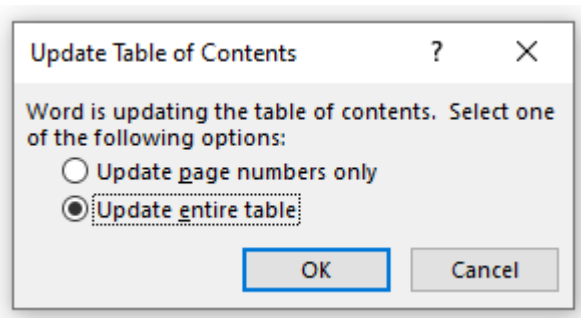 Update Table of Contents ?
Word is updating the table of contents. Select one
of the following options:
Update page numbers only
Update entire table
OK Cancel